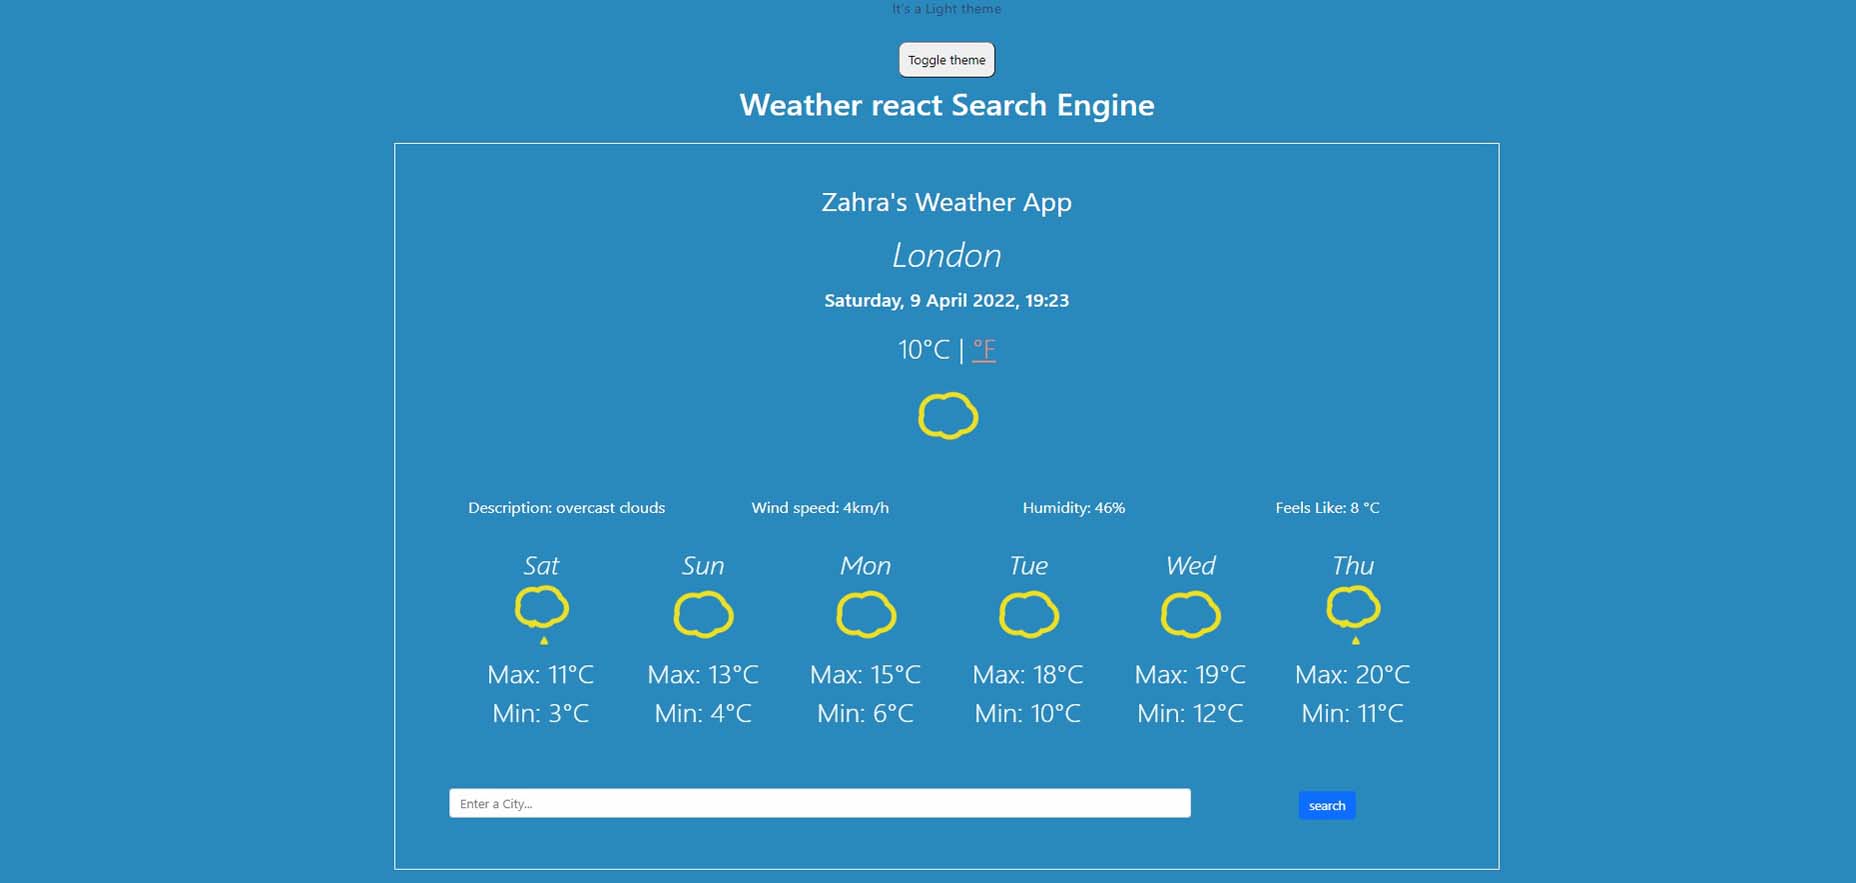 It's a Light theme
Toggle theme
Weather react Search Engine
Zahra's Weather App
London
Saturday, 9 April 2022, 19:23
10°C | °F
Description: overcast clouds Wind speed: 4km/h Humidity: 46% Feels Like: 8 °C
Sat Sun Mon Tue Wed Thu
Max: 11°C Max: 13°C Max: 15°C Max: 18°C Max: 19°C Max: 20°C
Min: 3°C Min: 4°C Min: 6°C Min: 10°C Min: 12°C Min: 11°C
Enter a City... search